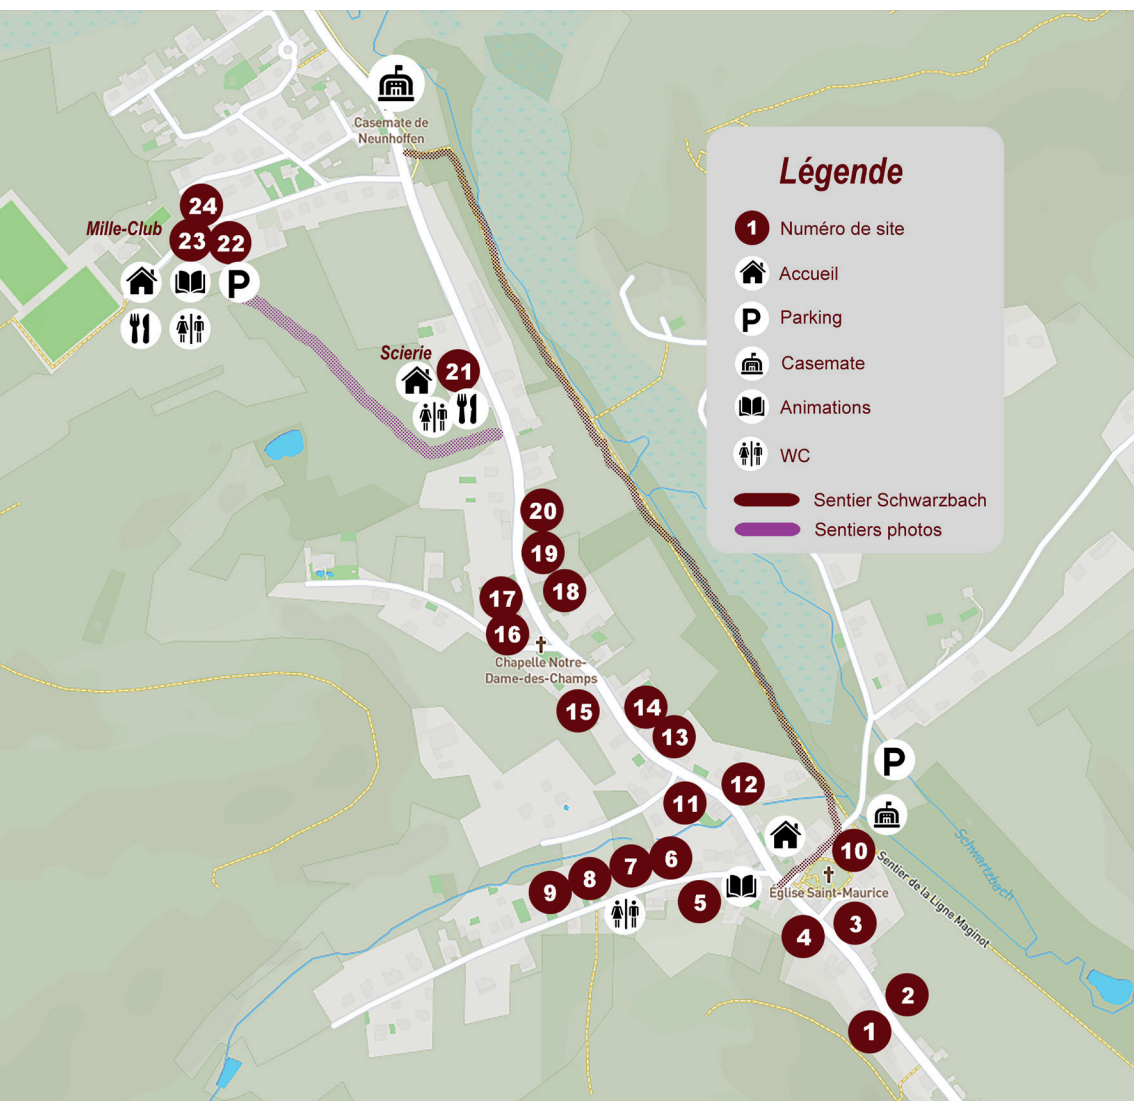 Casemate de
Neunhoffen
Légende
1 Numéro de site
Accueil
P Parking
Casemate
Animations
WC
Sentier Schwarzbach
Sentiers photos
24
Mille-Club
23
22
P
Scierie
21
20
19
18
17
16
Chapelle Notre-
Dame-des-Champs
15
14
13
12
11
P
10
9
8
7
6
5
Église Saint-Maurice
Sentier de la Ligne Maginot
Schwartzbach
4
3
2
1